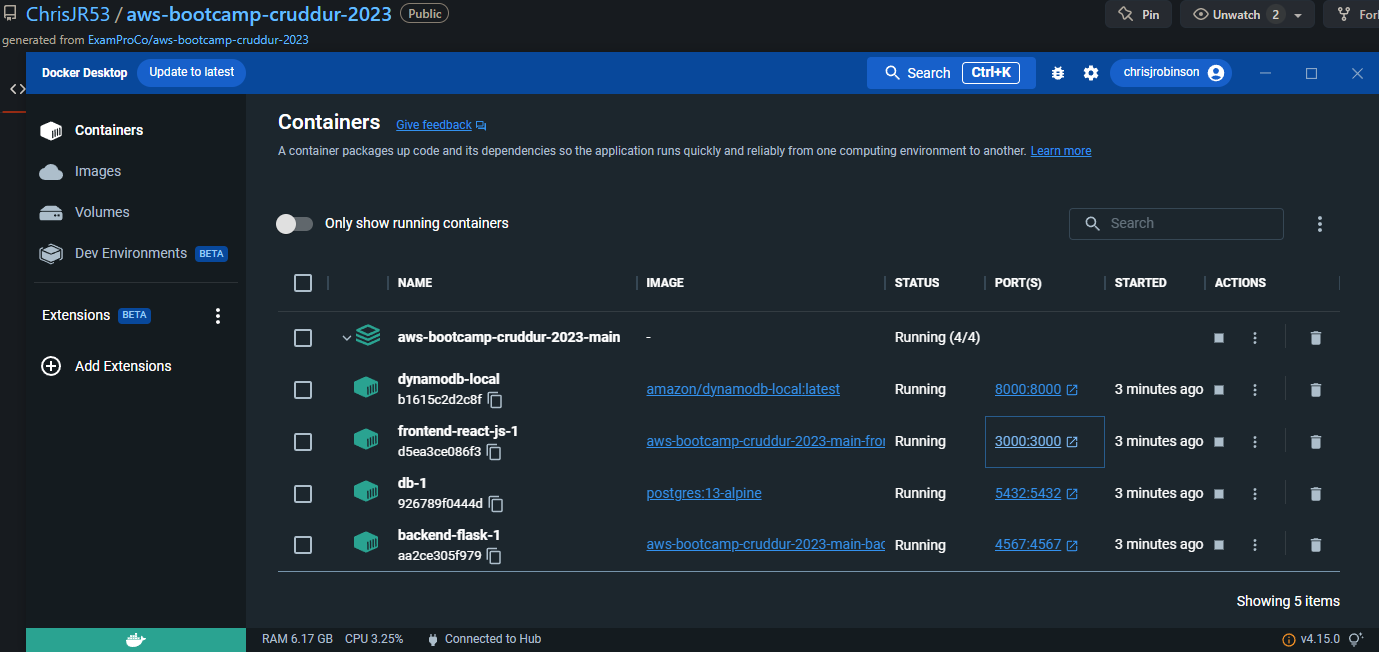 ChrisJR53 / aws-bootcamp-cruddur-2023 Public Pin Unwatch 2 For
generated from ExamProCo/aws-bootcamp-cruddur-2023
Docker Desktop Update to latest Search Ctrl+K chrisjrobinson
Containers
Images
Volumes
Dev Environments BETA
Extensions BETA
Add Extensions
Containers Give feedback
A container packages up code and its dependencies so the application runs quickly and reliably from one computing environment to another. Learn more
Only show running containers Search
NAME IMAGE STATUS PORT(S) STARTED ACTIONS
aws-bootcamp-cruddur-2023-main - Running (4/4)
dynamodb-local
b1615c2d2c8f amazon/dynamodb-local:latest Running 8000:8000 3 minutes ago
frontend-react-js-1
d5ea3ce086f3 aws-bootcamp-cruddur-2023-main-fror Running 3000:3000 3 minutes ago
db-1
926789f0444d postgres:13-alpine Running 5432:5432 3 minutes ago
backend-flask-1
aa2ce305f979 aws-bootcamp-cruddur-2023-main-bac Running 4567:4567 3 minutes ago
Showing 5 items
RAM 6.17 GB CPU 3.25% Connected to Hub v4.15.0